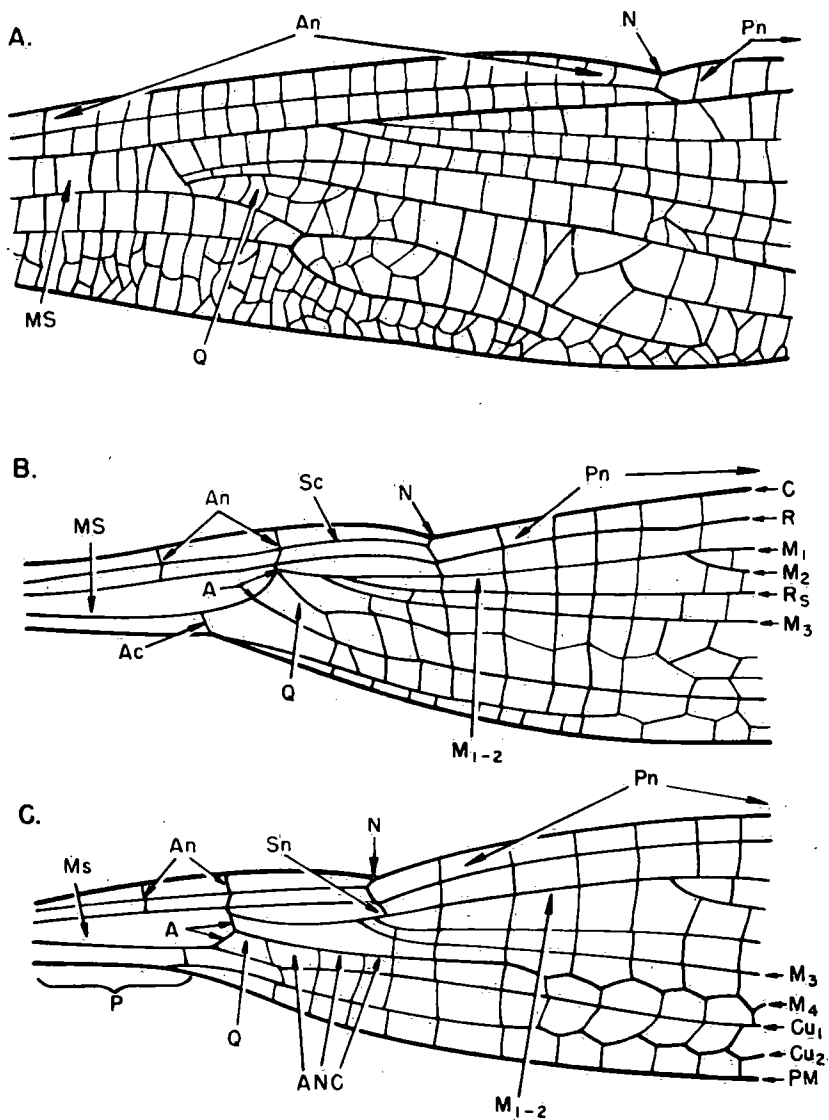 A.
An
N
Pn
MS
Q
B.
MS
An
Sc
N
Pn
C
R
M1
M2
RS
M3
A
Ac
Q
M1-2
C.
Ms
An
Sn
N
Pn
A
P
Q
ANC
M1-2
M3
M4
Cu1
Cu2
PM